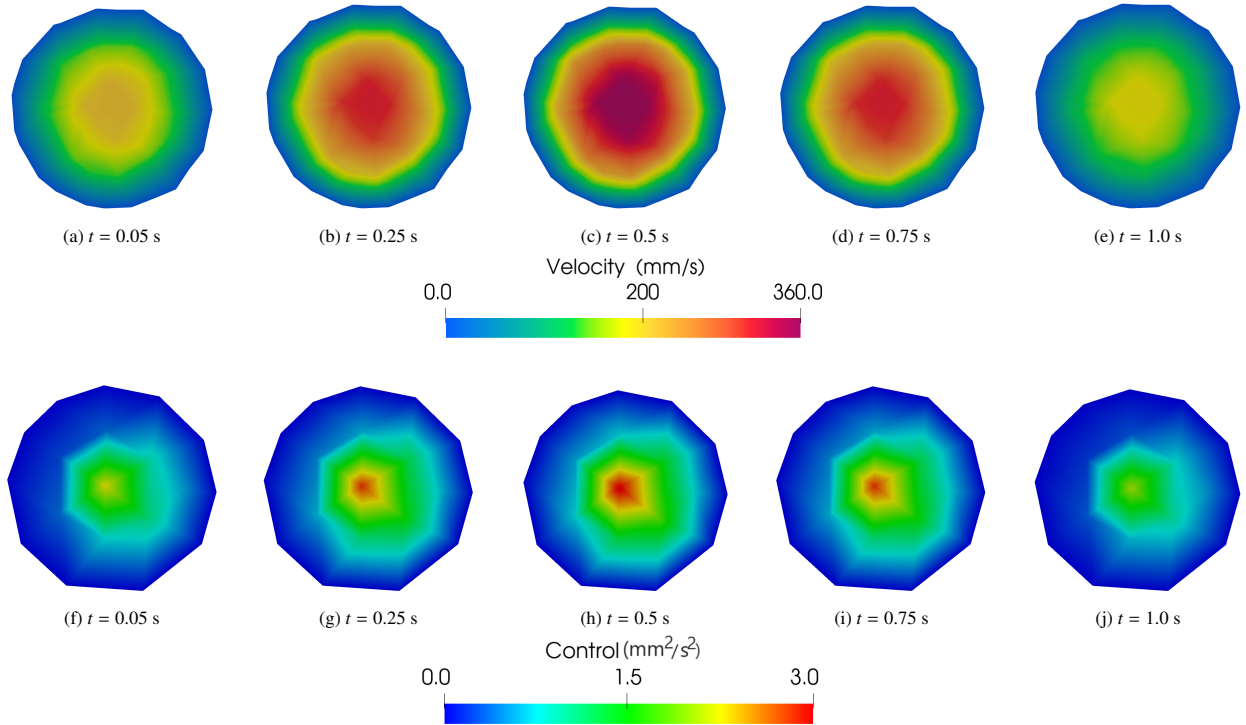 (a) t = 0.05 s (b) t = 0.25 s (c) t = 0.5 s (d) t = 0.75 s (e) t = 1.0 s
Velocity (mm/s)
0.0 200 360.0
(f) t = 0.05 s (g) t = 0.25 s (h) t = 0.5 s (i) t = 0.75 s (j) t = 1.0 s
Control (mm²/s²)
0.0 1.5 3.0